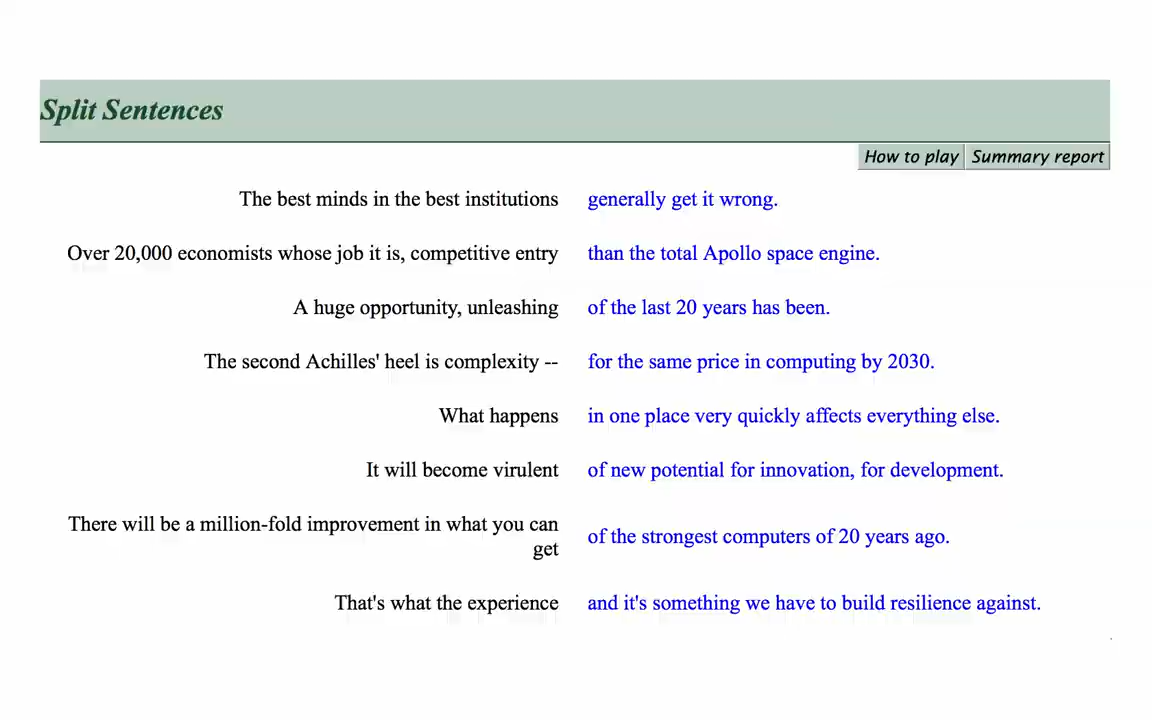 Split Sentences
How to play Summary report
The best minds in the best institutions generally get it wrong.
Over 20,000 economists whose job it is, competitive entry than the total Apollo space engine.
A huge opportunity, unleashing of the last 20 years has been.
The second Achilles' heel is complexity -- for the same price in computing by 2030.
What happens in one place very quickly affects everything else.
It will become virulent of new potential for innovation, for development.
There will be a million-fold improvement in what you can
get
of the strongest computers of 20 years ago.
That's what the experience and it's something we have to build resilience against.